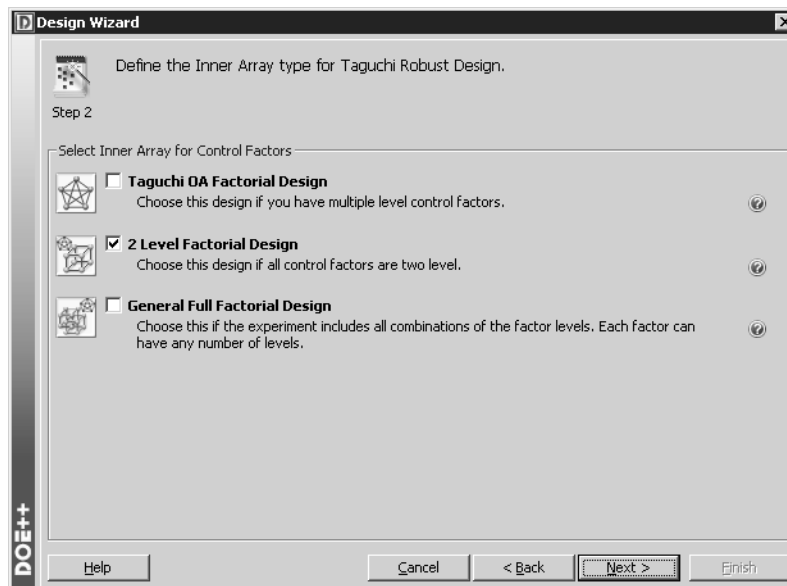 Design Wizard
Define the Inner Array type for Taguchi Robust Design.
Step 2
Select Inner Array for Control Factors
Taguchi OA Factorial Design
Choose this design if you have multiple level control factors.
2 Level Factorial Design
Choose this design if all control factors are two level.
General Full Factorial Design
Choose this if the experiment includes all combinations of the factor levels. Each factor can
have any number of levels.
DOE++
Help
Cancel
< Back
Next >
Finish